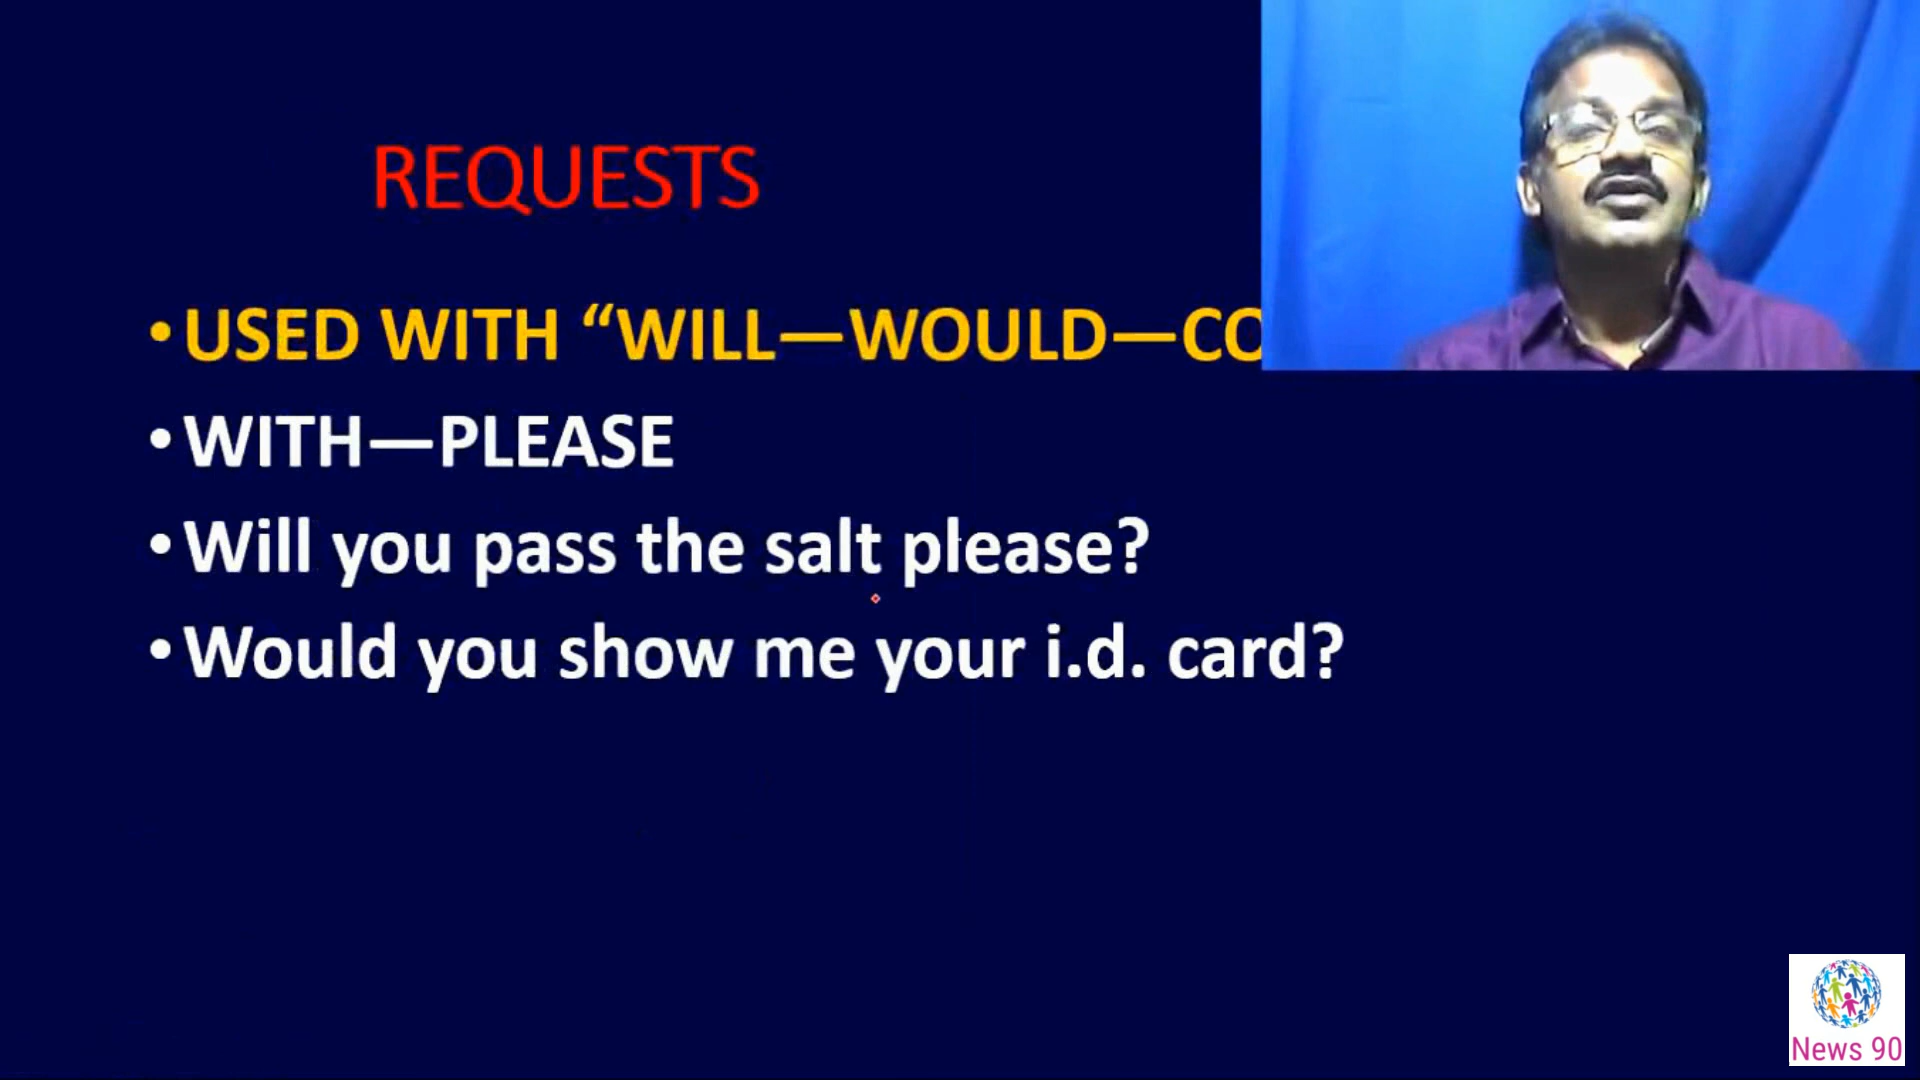 REQUESTS
•USED WITH “WILL—WOULD—CO
•WITH—PLEASE
•Will you pass the salt please?
•Would you show me your i.d. card?
News 90